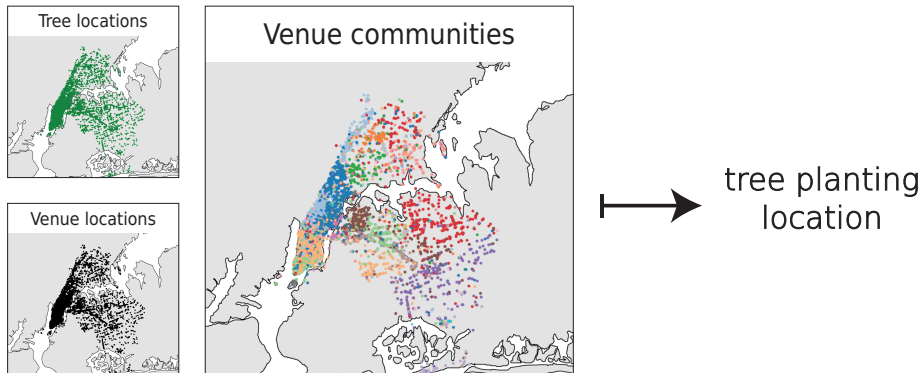 Tree locations
Venue locations
Venue communities
tree planting
location